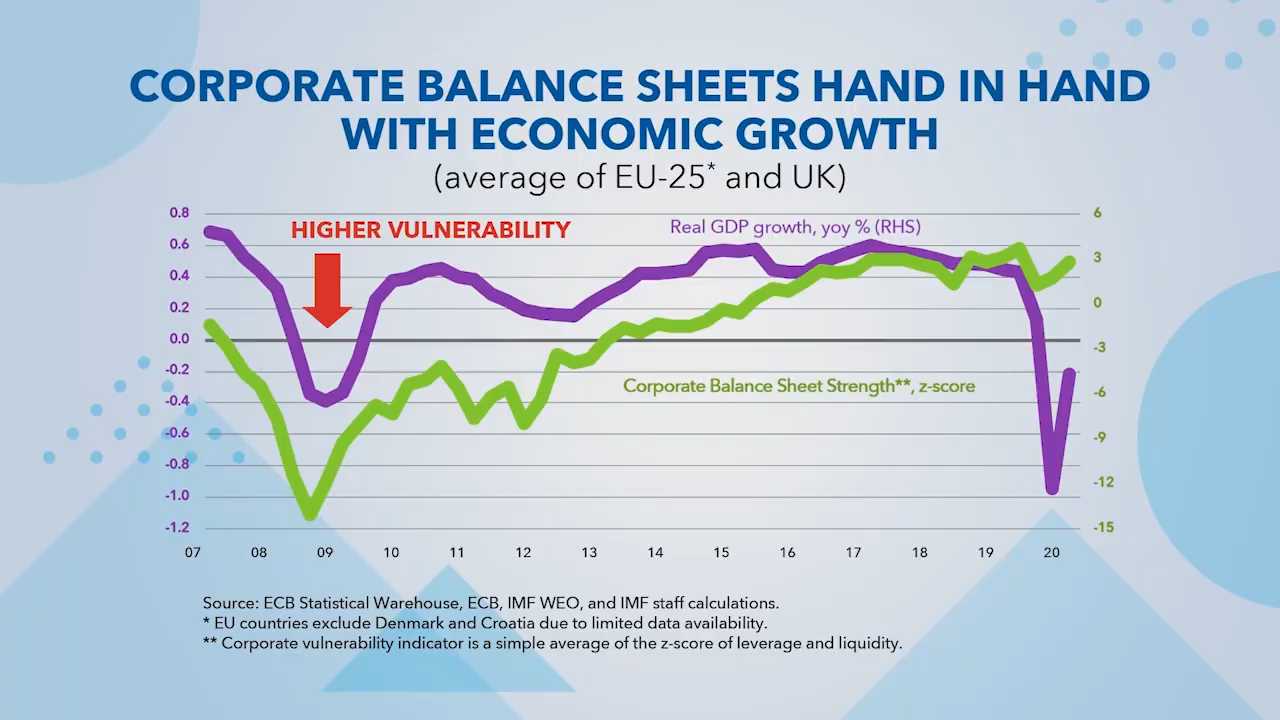 CORPORATE BALANCE SHEETS HAND IN HAND
WITH ECONOMIC GROWTH
(average of EU-25* and UK)
HIGHER VULNERABILITY
Real GDP growth, yoy % (RHS)
Corporate Balance Sheet Strength**, z-score
0.8
0.6
0.4
0.2
0.0
-0.2
-0.4
-0.6
-0.8
-1.0
-1.2
6
3
0
-3
-6
-9
-12
-15
07 08 09 10 11 12 13 14 15 16 17 18 19 20
Source: ECB Statistical Warehouse, ECB, IMF WEO, and IMF staff calculations.
* EU countries exclude Denmark and Croatia due to limited data availability.
** Corporate vulnerability indicator is a simple average of the z-score of leverage and liquidity.